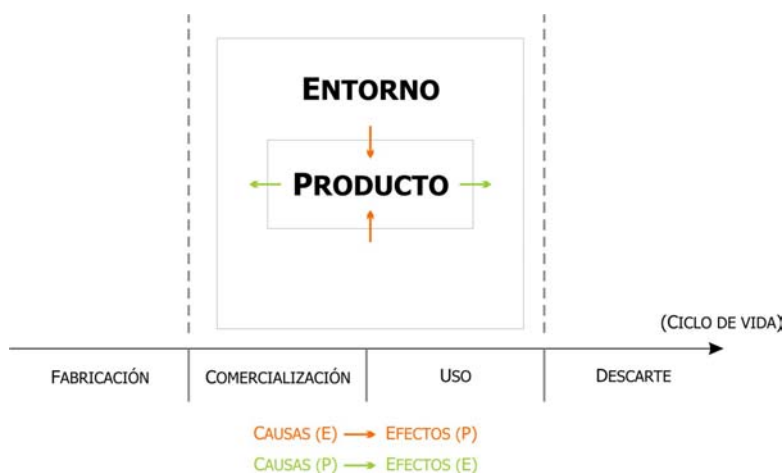 ENTORNO
PRODUCTO
(CICLO DE VIDA)
FABRICACIÓN COMERCIALIZACIÓN USO DESCARTE
CAUSAS (E) → EFECTOS (P)
CAUSAS (P) → EFECTOS (E)